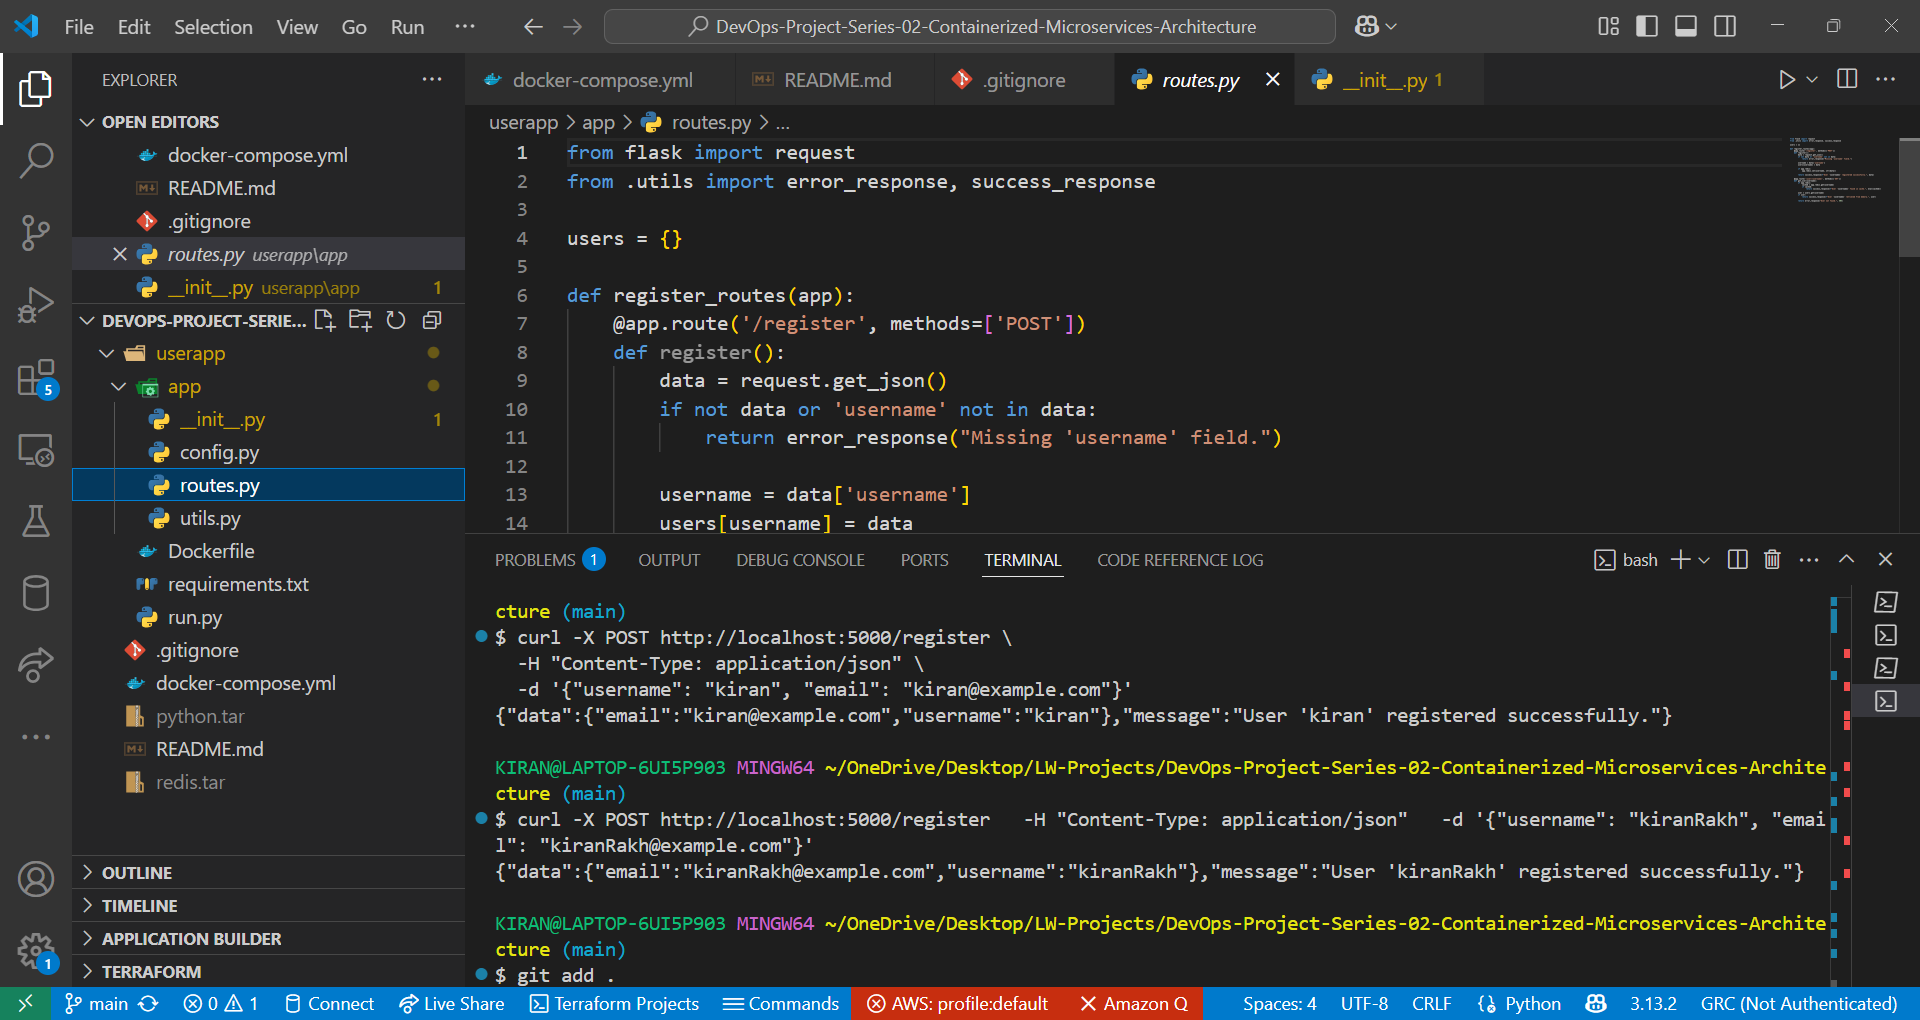 File Edit Selection View Go Run ···
DevOps-Project-Series-02-Containerized-Microservices-Architecture
EXPLORER ···
OPEN EDITORS
docker-compose.yml
README.md
.gitignore
routes.py userapp\app
__init__.py userapp\app 1
DEVOPS-PROJECT-SERIE...
userapp
app
__init__.py 1
config.py
routes.py
utils.py
Dockerfile
requirements.txt
run.py
.gitignore
docker-compose.yml
python.tar
README.md
redis.tar
OUTLINE
TIMELINE
APPLICATION BUILDER
TERRAFORM
5
1
docker-compose.yml README.md .gitignore routes.py __init__.py 1
userapp > app > routes.py > ...
1 from flask import request
2 from .utils import error_response, success_response
3
4 users = {}
5
6 def register_routes(app):
7 @app.route('/register', methods=['POST'])
8 def register():
9 data = request.get_json()
10 if not data or 'username' not in data:
11 return error_response("Missing 'username' field.")
12
13 username = data['username']
14 users[username] = data
PROBLEMS 1 OUTPUT DEBUG CONSOLE PORTS TERMINAL CODE REFERENCE LOG bash
cture (main)
$ curl -X POST http://localhost:5000/register \
-H "Content-Type: application/json" \
-d '{"username": "kiran", "email": "kiran@example.com"}'
{"data":{"email":"kiran@example.com","username":"kiran"},"message":"User 'kiran' registered successfully."}
KIRAN@LAPTOP-6UI5P903 MINGW64 ~/OneDrive/Desktop/LW-Projects/DevOps-Project-Series-02-Containerized-Microservices-Archite
cture (main)
$ curl -X POST http://localhost:5000/register   -H "Content-Type: application/json"   -d '{"username": "kiranRakh", "emai
l": "kiranRakh@example.com"}'
{"data":{"email":"kiranRakh@example.com","username":"kiranRakh"},"message":"User 'kiranRakh' registered successfully."}
KIRAN@LAPTOP-6UI5P903 MINGW64 ~/OneDrive/Desktop/LW-Projects/DevOps-Project-Series-02-Containerized-Microservices-Archite
cture (main)
$ git add .
main 0 1 Connect Live Share Terraform Projects Commands AWS: profile:default Amazon Q Spaces: 4 UTF-8 CRLF Python 3.13.2 GRC (Not Authenticated)